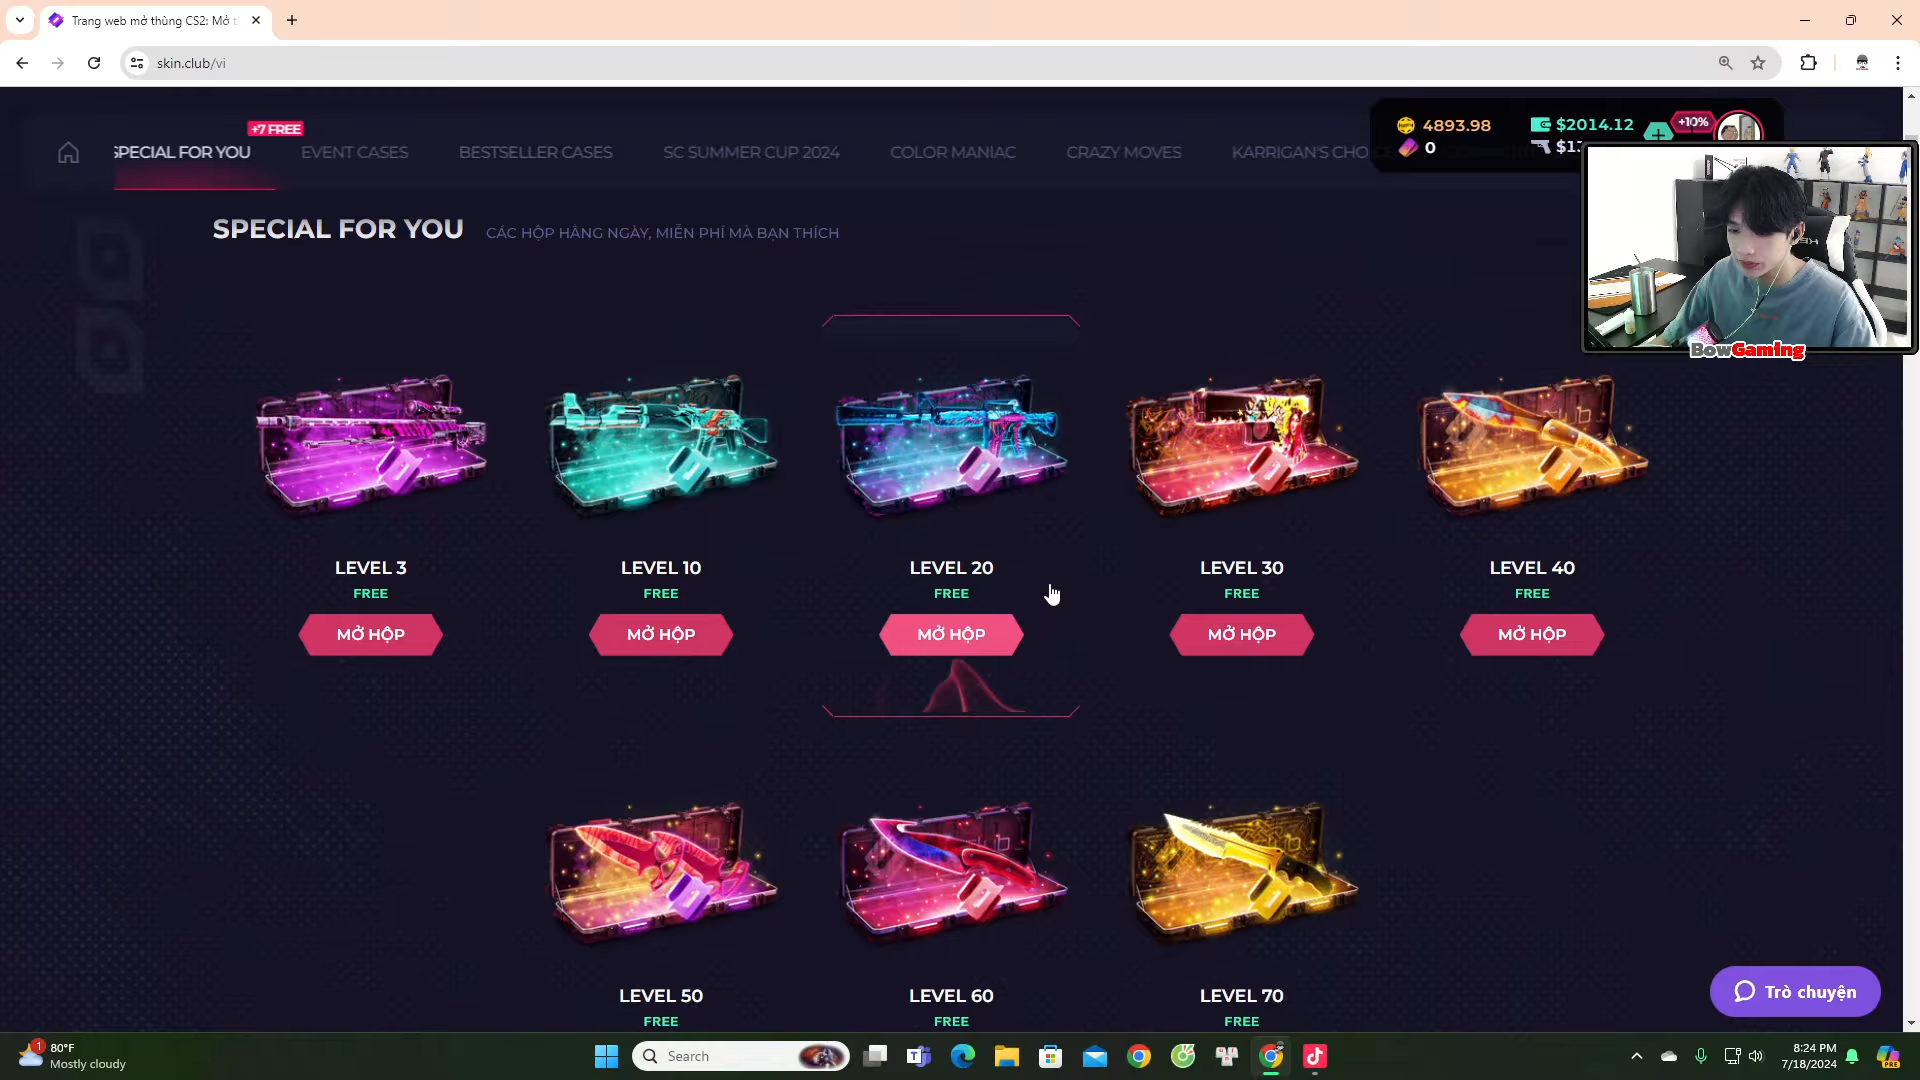 Trang web mở thùng CS2: Mở t
skin.club/vi
+7 FREE
SPECIAL FOR YOU
EVENT CASES
BESTSELLER CASES
SC SUMMER CUP 2024
COLOR MANIAC
CRAZY MOVES
KARRIGAN'S CHO
4893.98
$2014.12
+10%
0
SPECIAL FOR YOU
CÁC HỘP HÀNG NGÀY, MIỄN PHÍ MÀ BẠN THÍCH
BowGaming
LEVEL 3
FREE
MỞ HỘP
LEVEL 10
FREE
MỞ HỘP
LEVEL 20
FREE
MỞ HỘP
LEVEL 30
FREE
MỞ HỘP
LEVEL 40
FREE
MỞ HỘP
LEVEL 50
FREE
LEVEL 60
FREE
LEVEL 70
FREE
Trò chuyện
1
80°F
Mostly cloudy
Search
8:24 PM
7/18/2024
PRE